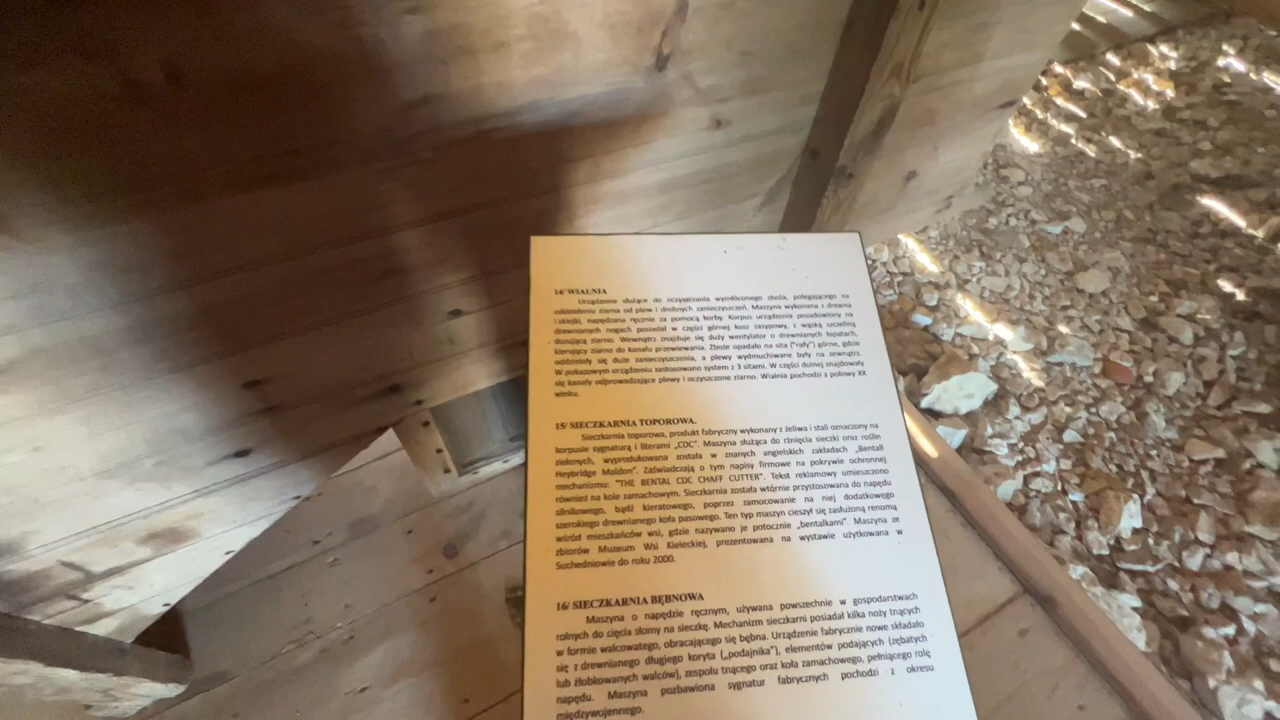 14/ WIALNIA
Urządzenie służące do oczyszczania wymłóconego zboża, polegającego na
oddzieleniu ziarna od plew i drobnych zanieczyszczeń. Maszyna wykonana z drewna
i sklejki, napędzana ręcznie za pomocą korby. Korpus urządzenia posadowiony na
drewnianych nogach posiadał w części górnej kosz zasypowy, z wąską szczeliną
dozującą ziarno. Wewnątrz znajduje się duży wentylator o drewnianych łopatach,
kierujący ziarno do kanału przewiewania. Zboże opadało na sita ("rafy") górne, gdzie
oddzielały się duże zanieczyszczenia, a plewy wydmuchiwane były na zewnątrz.
W pokazowym urządzeniu zastosowano system z 3 sitami. W części dolnej znajdowały
się kanały odprowadzające plewy i oczyszczone ziarno. Wialnia pochodzi z połowy XX
wieku.
15/ SIECZKARNIA TOPOROWA.
Sieczkarnia toporowa, produkt fabryczny wykonany z żeliwa i stali oznaczony na
korpusie sygnaturą i literami „CDC". Maszyna służąca do rżnięcia sieczki oraz roślin
zielonych, wyprodukowana została w znanych angielskich zakładach „Bentall
Heybridge Maldon". Zaświadczają o tym napisy firmowe na pokrywie ochronnej
mechanizmu: "THE BENTAL CDC CHAFF CUTTER". Tekst reklamowy umieszczono
również na kole zamachowym. Sieczkarnia została wtórnie przystosowana do napędu
silnikowego, bądź kieratowego, poprzez zamocowanie na niej dodatkowego
szerokiego drewnianego koła pasowego. Ten typ maszyn cieszył się zasłużoną renomą
wśród mieszkańców wsi, gdzie nazywano je potocznie „bentalkami". Maszyna ze
zbiorów Muzeum Wsi Kieleckiej, prezentowana na wystawie użytkowana w
Suchedniowie do roku 2000.
16/ SIECZKARNIA BĘBNOWA
Maszyna o napędzie ręcznym, używana powszechnie w gospodarstwach
rolnych do cięcia słomy na sieczkę. Mechanizm sieczkarni posiadał kilka noży tnących
w formie walcowatego, obracającego się bębna. Urządzenie fabrycznie nowe składało
się z drewnianego długiego koryta („podajnika"), elementów podających (zębatych
lub żłobkowanych walców), zespołu tnącego oraz koła zamachowego, pełniącego rolę
napędu. Maszyna pozbawiona sygnatur fabrycznych pochodzi z okresu
międzywojennego.